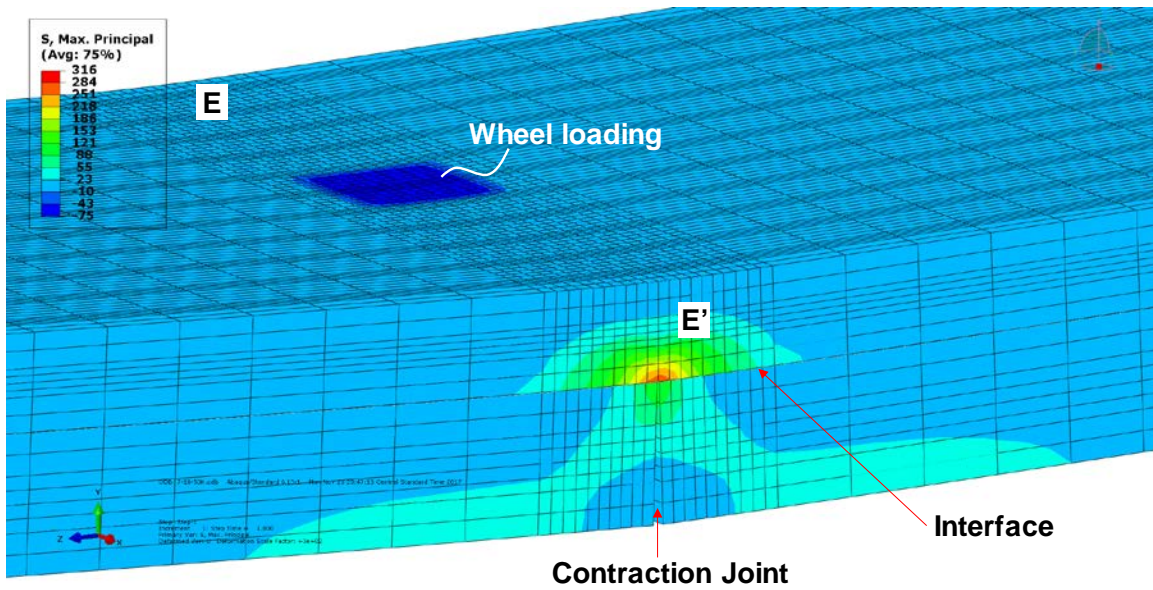 S, Max. Principal
(Avg: 75%)
316
284
251
218
186
153
121
88
55
23
-10
-43
-75
E
Wheel loading
E'
Y
Z
X
Interface
Contraction Joint